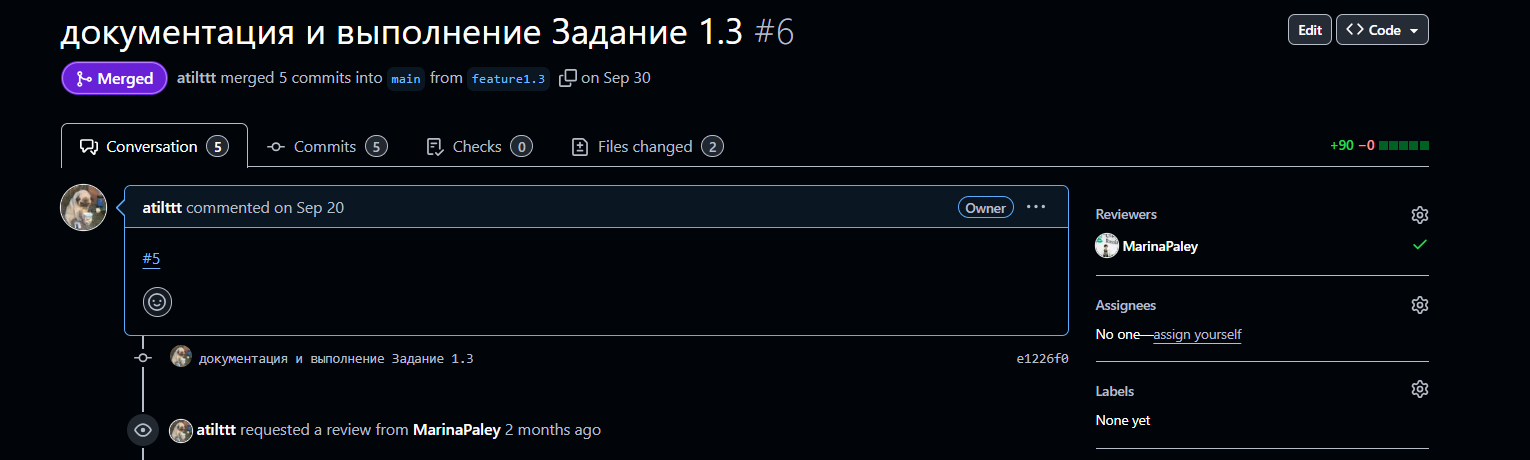 документация и выполнение Задание 1.3 #6
Edit
Code
Merged atilttt merged 5 commits into main from feature1.3 on Sep 30
Conversation 5 Commits 5 Checks 0 Files changed 2
+90 −0
atilttt commented on Sep 20 Owner
#5
документация и выполнение Задание 1.3 e1226f0
atilttt requested a review from MarinaPaley 2 months ago
Reviewers
MarinaPaley
Assignees
No one—assign yourself
Labels
None yet